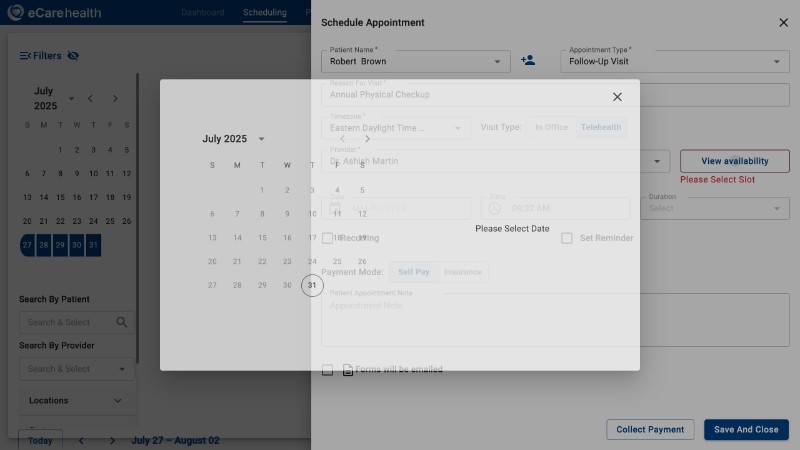 eCarehealth
Dashboard
Scheduling
Schedule Appointment
Filters
Patient Name *
Robert Brown
Appointment Type *
Follow-Up Visit
Reason For Visit *
Annual Physical Checkup
July
2025
S M T W T F S
1 2 3 4 5
6 7 8 9 10 11 12
13 14 15 16 17 18 19
20 21 22 23 24 25 26
27 28 29 30 31
Timezone *
Eastern Daylight Time ...
Visit Type:
In Office
Telehealth
Provider *
Dr. Ashish Martin
View availability
Please Select Slot
July 2025
S M T W T F S
1 2 3 4 5
6 7 8 9 10 11 12
13 14 15 16 17 18 19
20 21 22 23 24 25 26
27 28 29 30 31
Please Select Date
Date
09:32 AM
Duration
Select
Recurring
Set Reminder
Payment Mode:
Self Pay
Insurance
Patient Appointment Note
Appointment Note
Forms will be emailed
Search By Patient
Search & Select
Search By Provider
Search & Select
Locations
Today
July 27 – August 02
Collect Payment
Save And Close